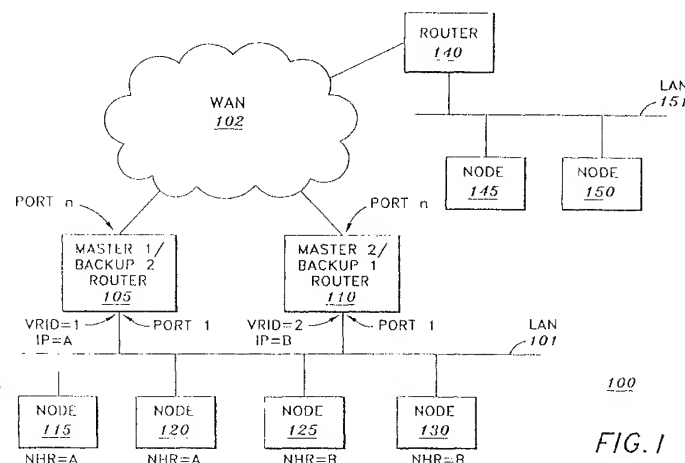 ROUTER
140
WAN
102
LAN
151
NODE
145
NODE
150
PORT n
PORT n
MASTER 1/
BACKUP 2
ROUTER
105
MASTER 2/
BACKUP 1
ROUTER
110
VRID=1
IP=A
PORT 1
VRID=2
IP=B
PORT 1
LAN
101
NODE
115
NODE
120
NODE
125
NODE
130
NHR=A
NHR=A
NHR=B
NHR=B
100
FIG. 1